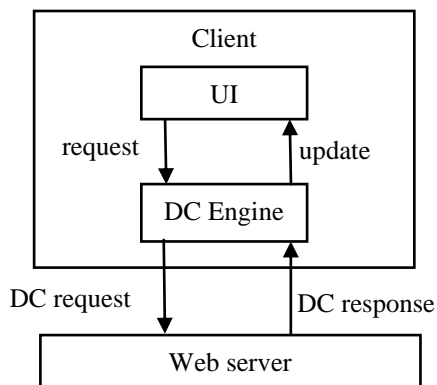 Client
UI
request
update
DC Engine
DC request
DC response
Web server